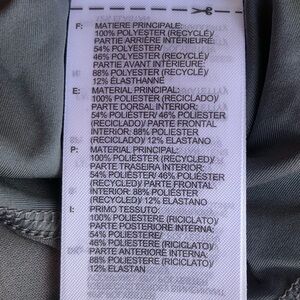 F: MATIERE PRINCIPALE:
100% POLYESTER (RECYCLÉ)/
PARTIE ARRIÈRE INTÉRIEURE:
54% POLYESTER/
46% POLYESTER (RECYCLÉ)/
PARTIE AVANT INTÉRIEURE:
88% POLYESTER (RECYCLÉ)/
12% ÉLASTHANNE
E: MATERIAL PRINCIPAL:
100% POLIÉSTER (RECICLADO)/
PARTE DORSAL INTERIOR:
54% POLIÉSTER/ 46% POLIÉSTER
(RECICLADO)/ PARTE FRONTAL
INTERIOR: 88% POLIÉSTER
(RECICLADO)/ 12% ELASTANO
P: MATERIAL PRINCIPAL:
100% POLIÉSTER (RECYCLED)/
PARTE TRASEIRA INTERIOR:
54% POLIÉSTER/ 46% POLIÉSTER
(RECYCLED)/ PARTE FRONTAL
INTERIOR: 88% POLIÉSTER
(RECYCLED)/ 12% ELASTANO
I: PRIMO TESSUTO:
100% POLIESTERE (RICICLATO)/
PARTE POSTERIORE INTERNA:
54% POLIESTERE/
46% POLIESTERE (RICICLATO)/
PARTE ANTERIORE INTERNA:
88% POLIESTERE (RICICLATO)/
12% ELASTAN